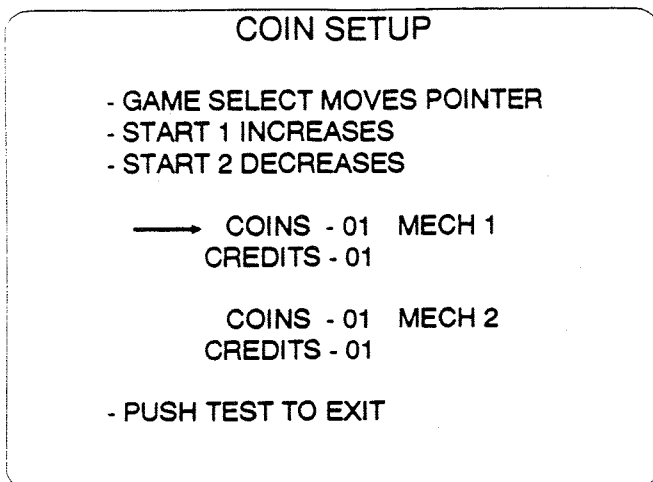 COIN SETUP
- GAME SELECT MOVES POINTER
- START 1 INCREASES
- START 2 DECREASES
COINS - 01 MECH 1
CREDITS - 01
COINS - 01 MECH 2
CREDITS - 01
- PUSH TEST TO EXIT